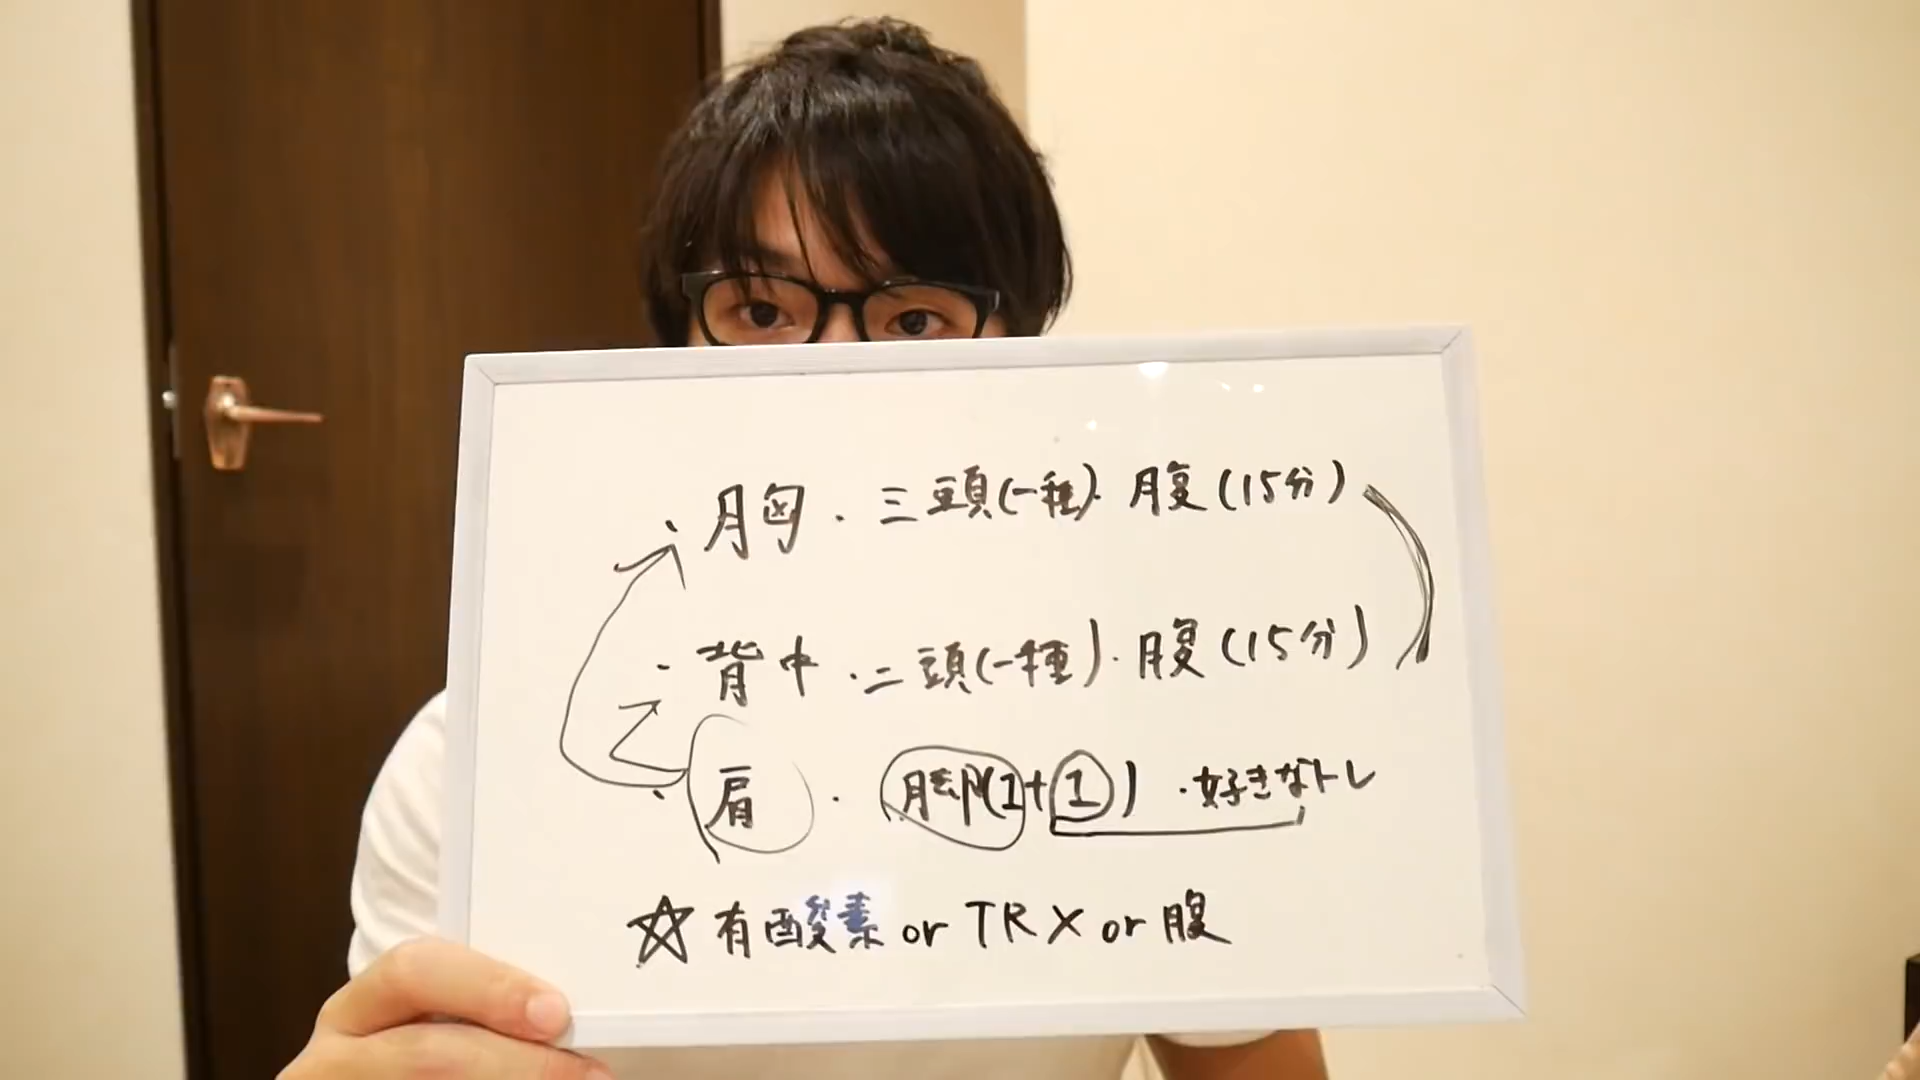 ・胸・三頭(一種)・腹(15分)
・背中・二頭(一種)・腹(15分)
・肩・脚(1+1)・好きなトレ
☆有酸素 or TRX or 腹